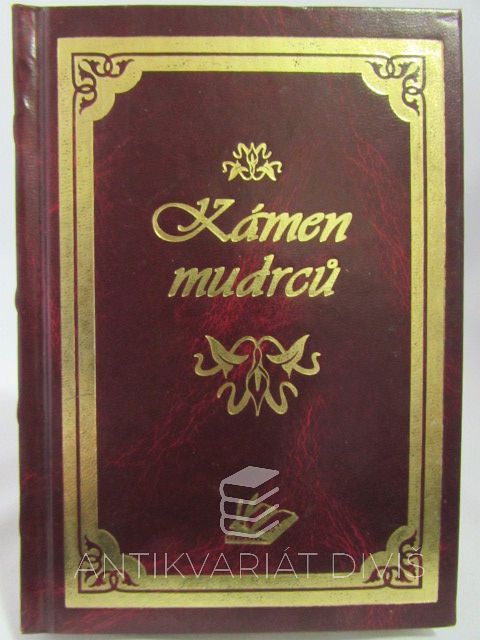 Kámen
mudrců
ANTIKVARIÁT DIVIŠ